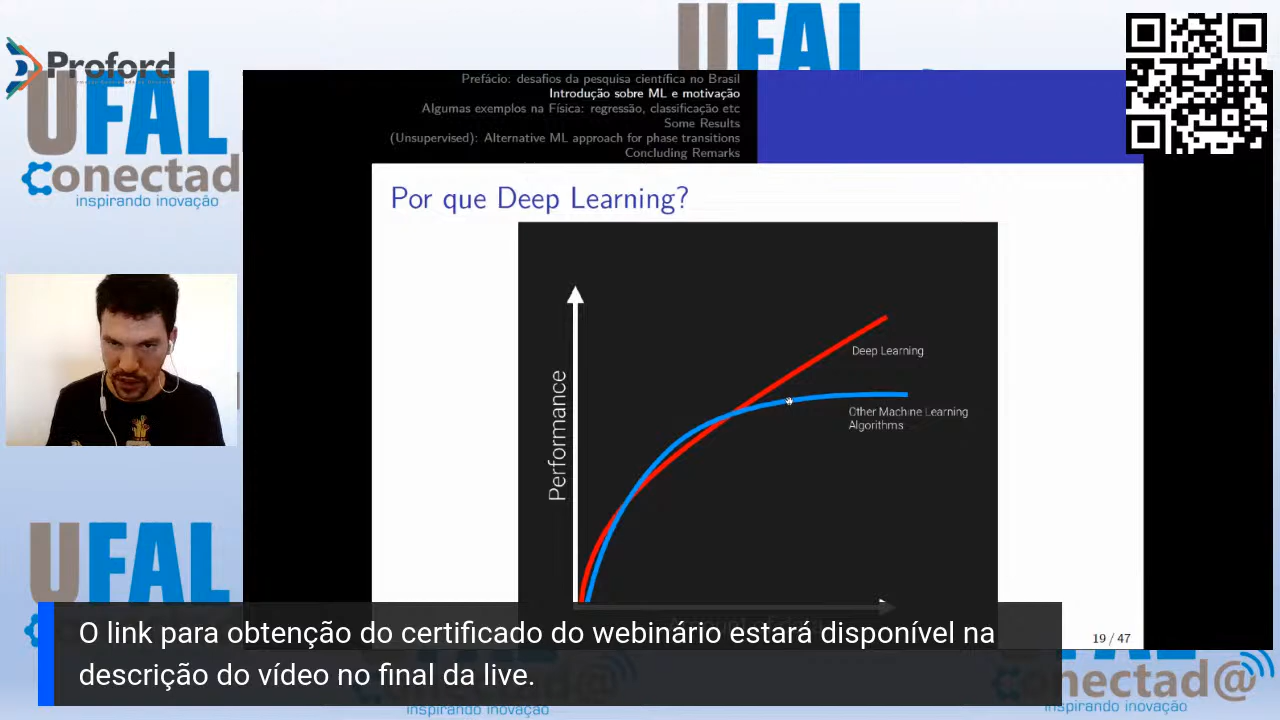 Proford
UFAL
Conectad
inspirando inovação
UFAL
Prefácio: desafios da pesquisa científica no Brasil
Introdução sobre ML e motivação
Algumas exemplos na Física: regressão, classificação etc
Some Results
(Unsupervised): Alternative ML approach for phase transitions
Concluding Remarks
Por que Deep Learning?
Performance
Deep Learning
Other Machine Learning
Algorithms
19 / 47
UFAL
O link para obtenção do certificado do webinário estará disponível na
descrição do vídeo no final da live.
inspirando inovação
conectad@
inspirando inovação